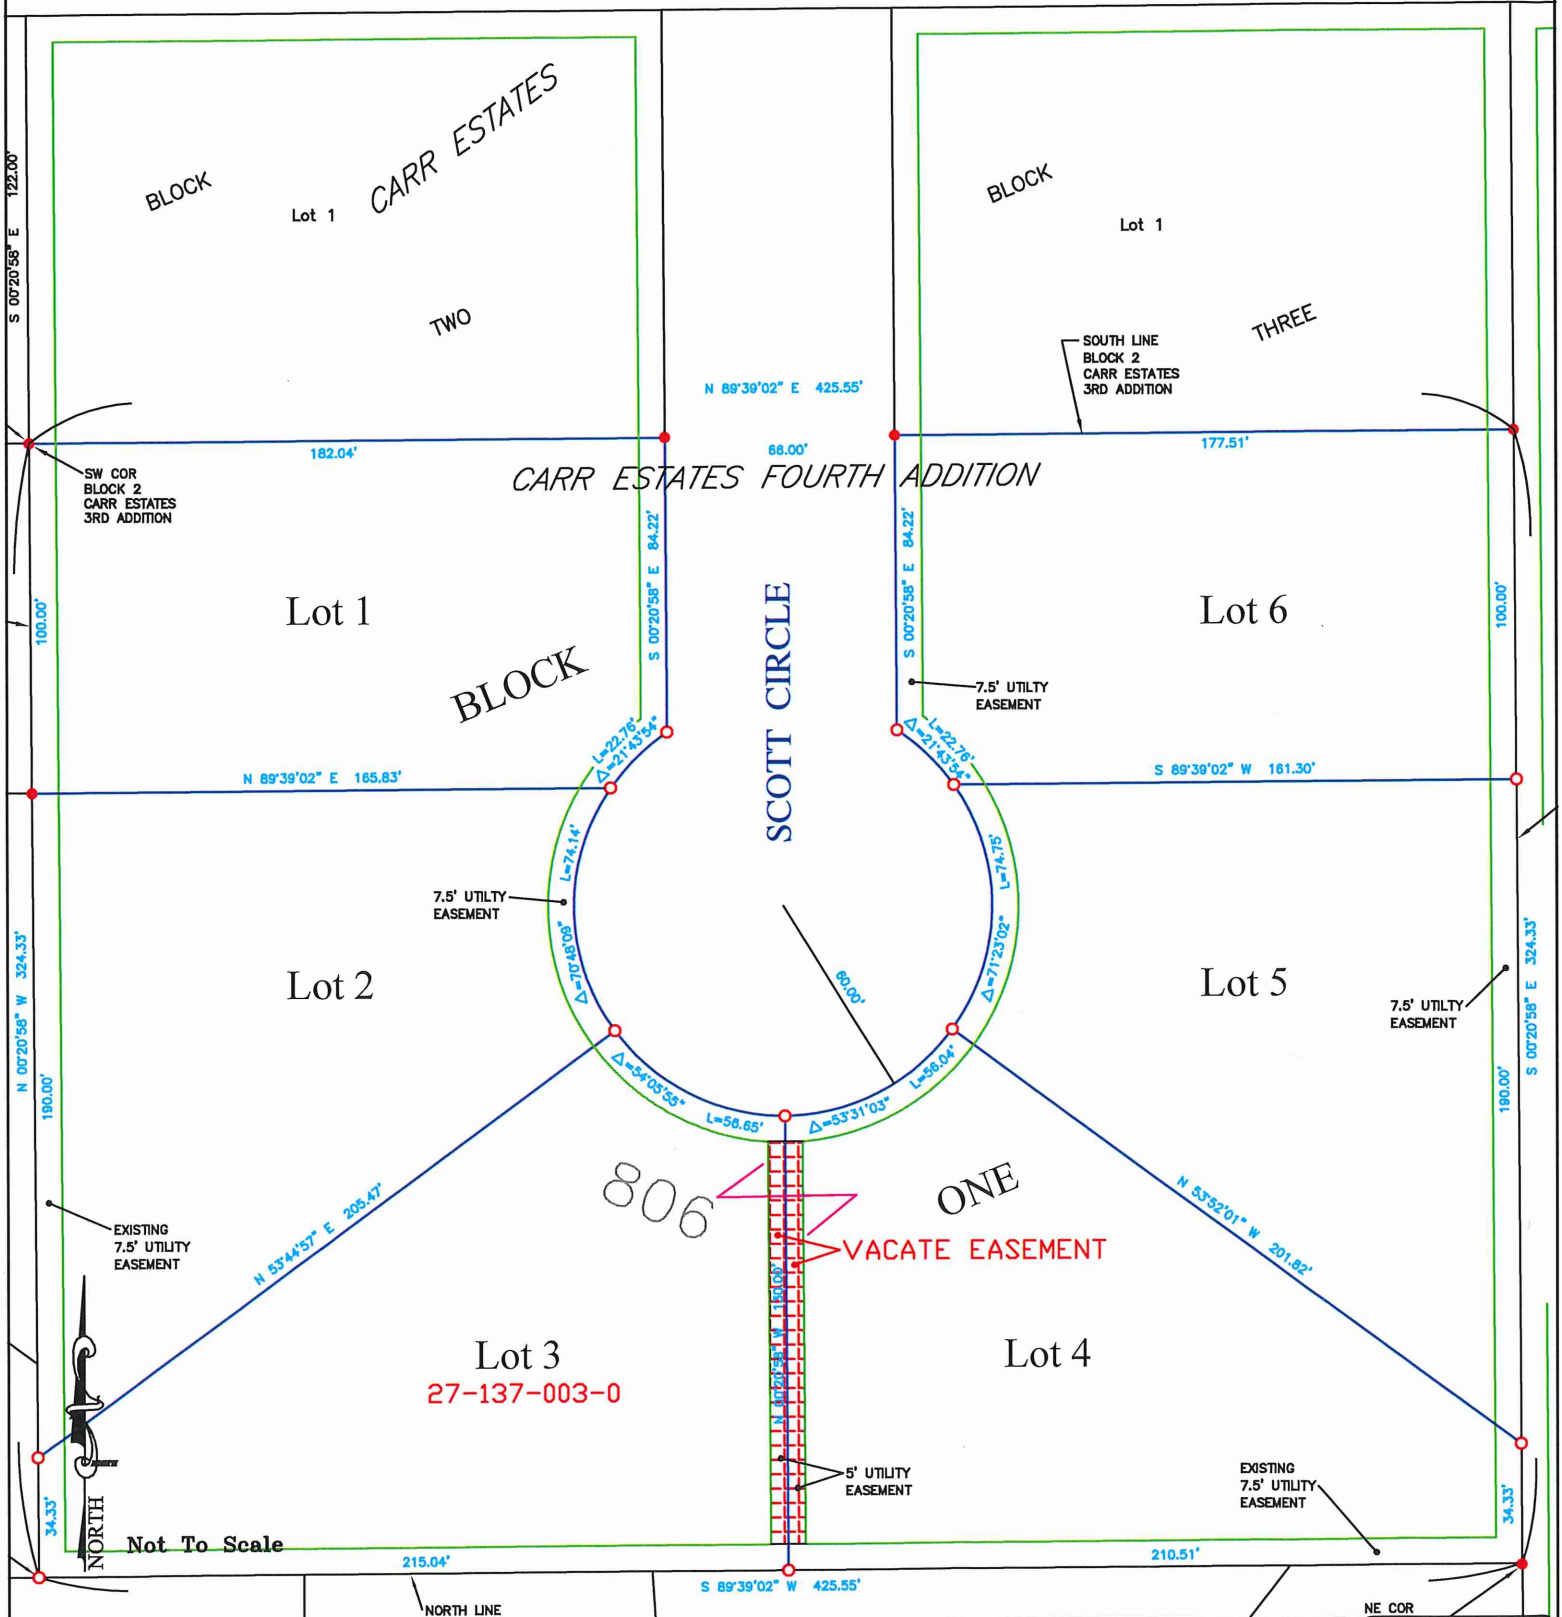 CARR ESTATES
BLOCK
Lot 1
TWO
BLOCK
Lot 1
THREE
S 00°20'58" E 122.00'
SOUTH LINE
BLOCK 2
CARR ESTATES
3RD ADDITION
N 89°39'02" E 425.55'
182.04'
66.00'
177.51'
CARR ESTATES FOURTH ADDITION
SW COR
BLOCK 2
CARR ESTATES
3RD ADDITION
S 00°20'58" E 84.22'
S 00°20'58" E 84.22'
100.00'
Lot 1
Lot 6
100.00'
BLOCK
SCOTT CIRCLE
7.5' UTILTY
EASEMENT
L=22.76'
Δ=21°43'54"
L=22.76'
Δ=21°43'54"
N 89°39'02" E 165.83'
S 89°39'02" W 161.30'
L=74.14'
Δ=70°48'09"
L=74.75'
Δ=71°23'02"
7.5' UTILTY
EASEMENT
Lot 2
60.00'
Lot 5
N 00°20'58" W 324.33'
190.00'
7.5' UTILTY
EASEMENT
S 00°20'58" E 324.33'
190.00'
Δ=54°05'55"
L=56.65'
Δ=53°31'03"
L=56.04'
806
ONE
VACATE EASEMENT
EXISTING
7.5' UTILITY
EASEMENT
N 53°44'57" E 205.47'
N 53°52'01" W 201.82'
N 00°20'58" W 150.00'
Lot 3
27-137-003-0
Lot 4
5' UTILITY
EASEMENT
EXISTING
7.5' UTILITY
EASEMENT
34.33'
34.33'
NORTH
Not To Scale
215.04'
210.51'
S 89°39'02" W 425.55'
NORTH LINE
NE COR